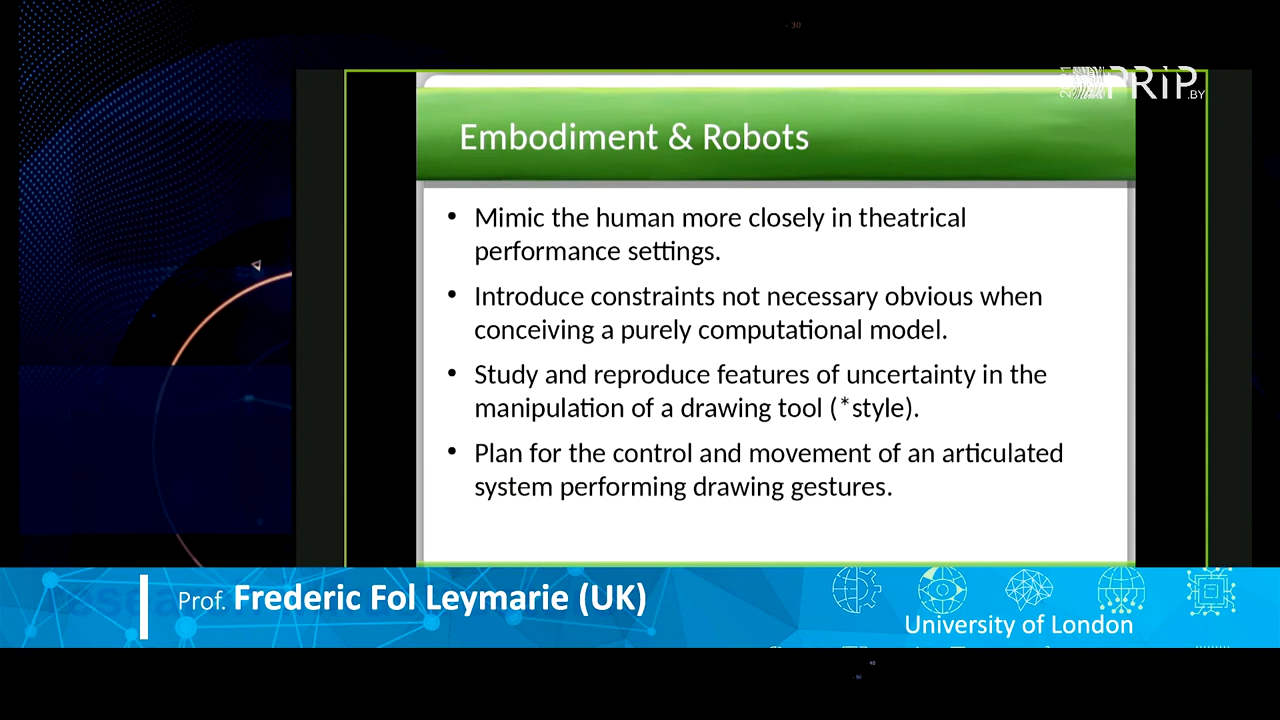 PRIP.BY
Embodiment & Robots
• Mimic the human more closely in theatrical
performance settings.
• Introduce constraints not necessary obvious when
conceiving a purely computational model.
• Study and reproduce features of uncertainty in the
manipulation of a drawing tool (*style).
• Plan for the control and movement of an articulated
system performing drawing gestures.
Prof. Frederic Fol Leymarie (UK)
University of London